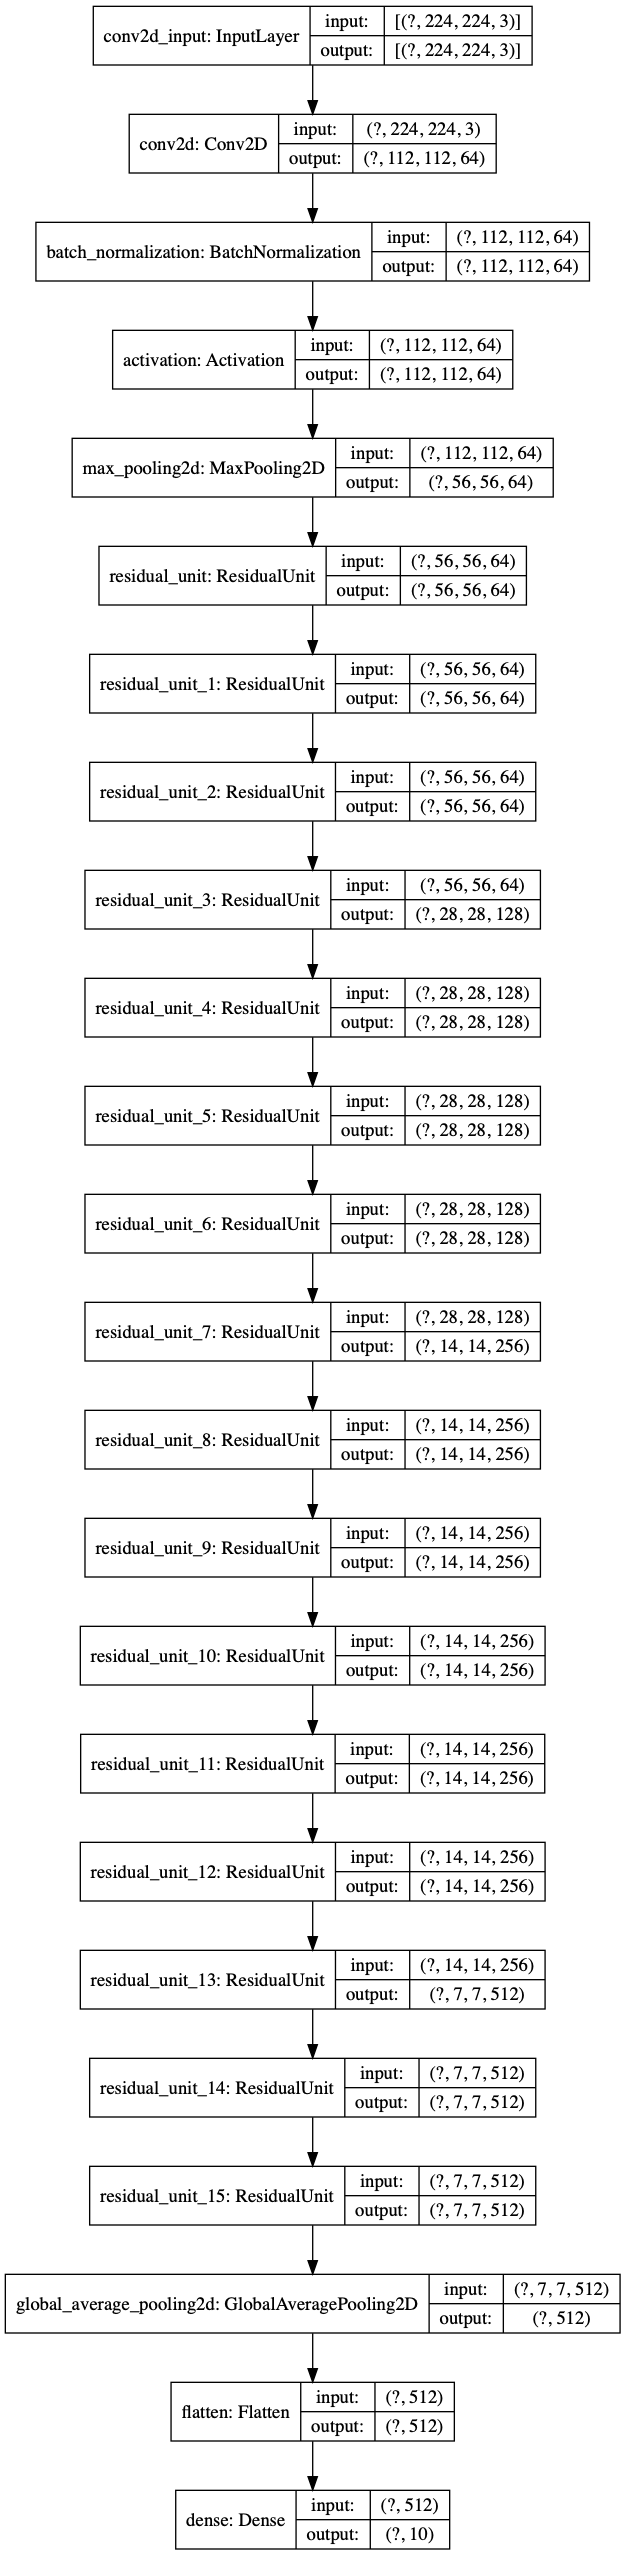 conv2d_input: InputLayer
input: [(?, 224, 224, 3)]
output: [(?, 224, 224, 3)]
conv2d: Conv2D
input: (?, 224, 224, 3)
output: (?, 112, 112, 64)
batch_normalization: BatchNormalization
input: (?, 112, 112, 64)
output: (?, 112, 112, 64)
activation: Activation
input: (?, 112, 112, 64)
output: (?, 112, 112, 64)
max_pooling2d: MaxPooling2D
input: (?, 112, 112, 64)
output: (?, 56, 56, 64)
residual_unit: ResidualUnit
input: (?, 56, 56, 64)
output: (?, 56, 56, 64)
residual_unit_1: ResidualUnit
input: (?, 56, 56, 64)
output: (?, 56, 56, 64)
residual_unit_2: ResidualUnit
input: (?, 56, 56, 64)
output: (?, 56, 56, 64)
residual_unit_3: ResidualUnit
input: (?, 56, 56, 64)
output: (?, 28, 28, 128)
residual_unit_4: ResidualUnit
input: (?, 28, 28, 128)
output: (?, 28, 28, 128)
residual_unit_5: ResidualUnit
input: (?, 28, 28, 128)
output: (?, 28, 28, 128)
residual_unit_6: ResidualUnit
input: (?, 28, 28, 128)
output: (?, 28, 28, 128)
residual_unit_7: ResidualUnit
input: (?, 28, 28, 128)
output: (?, 14, 14, 256)
residual_unit_8: ResidualUnit
input: (?, 14, 14, 256)
output: (?, 14, 14, 256)
residual_unit_9: ResidualUnit
input: (?, 14, 14, 256)
output: (?, 14, 14, 256)
residual_unit_10: ResidualUnit
input: (?, 14, 14, 256)
output: (?, 14, 14, 256)
residual_unit_11: ResidualUnit
input: (?, 14, 14, 256)
output: (?, 14, 14, 256)
residual_unit_12: ResidualUnit
input: (?, 14, 14, 256)
output: (?, 14, 14, 256)
residual_unit_13: ResidualUnit
input: (?, 14, 14, 256)
output: (?, 7, 7, 512)
residual_unit_14: ResidualUnit
input: (?, 7, 7, 512)
output: (?, 7, 7, 512)
residual_unit_15: ResidualUnit
input: (?, 7, 7, 512)
output: (?, 7, 7, 512)
global_average_pooling2d: GlobalAveragePooling2D
input: (?, 7, 7, 512)
output: (?, 512)
flatten: Flatten
input: (?, 512)
output: (?, 512)
dense: Dense
input: (?, 512)
output: (?, 10)